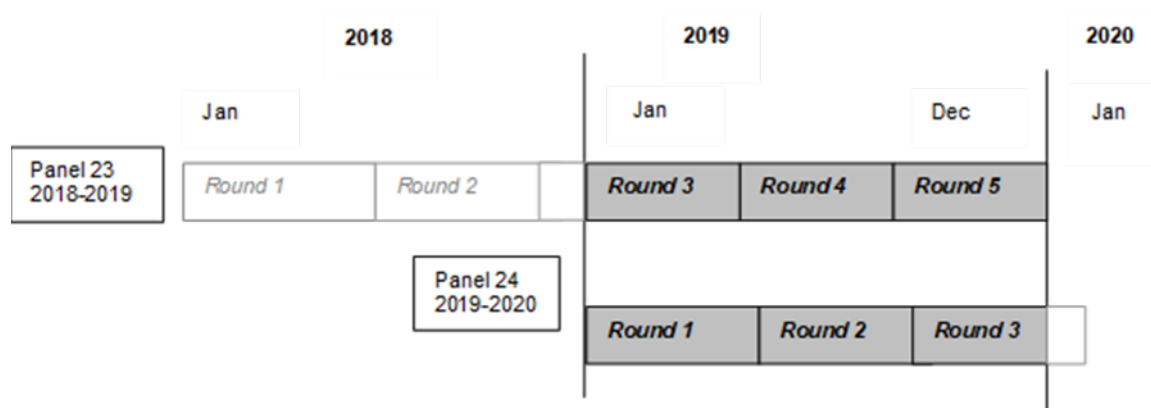 2018 2019 2020
Jan Jan Dec Jan
Panel 23
2018-2019
Round 1 Round 2 Round 3 Round 4 Round 5
Panel 24
2019-2020
Round 1 Round 2 Round 3